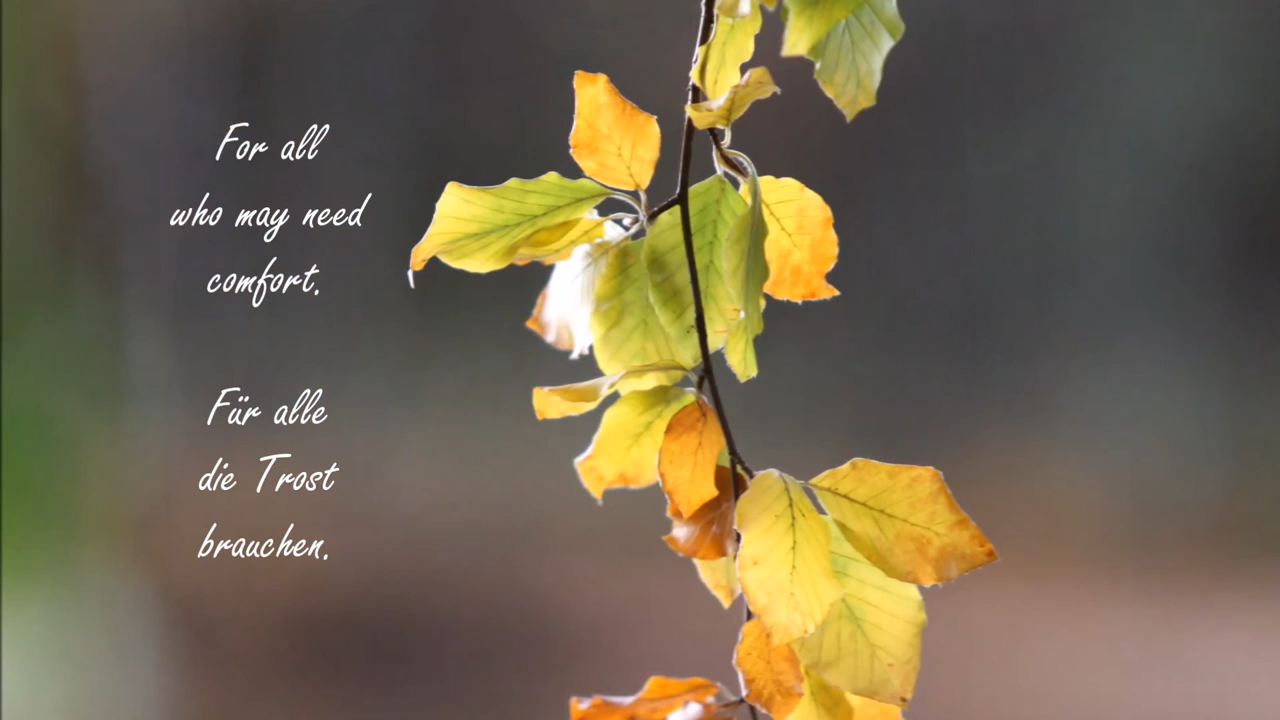 For all
who may need
comfort.
Für alle
die Trost
brauchen.